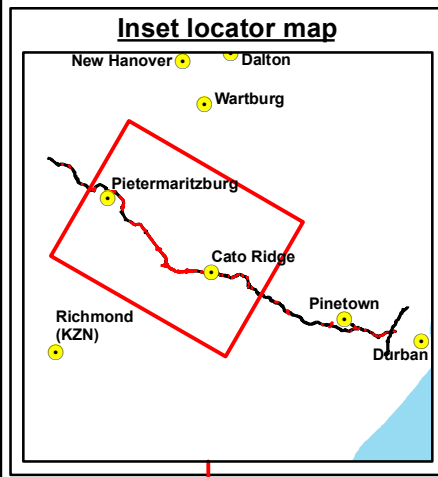 Inset locator map
New Hanover
Dalton
Wartburg
Pietermaritzburg
Cato Ridge
Richmond
(KZN)
Pinetown
Durban